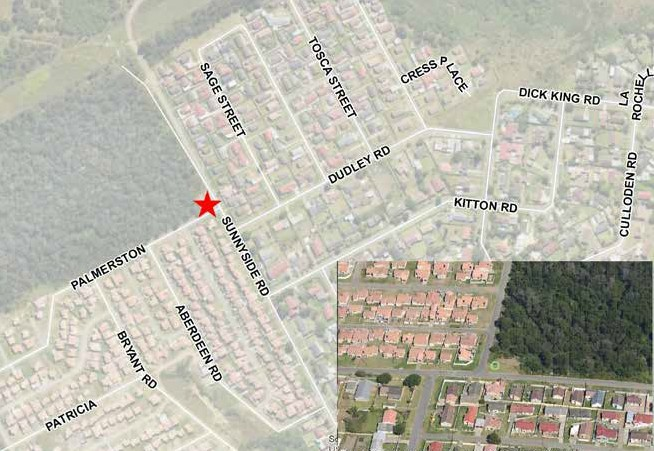 SAGE STREET
TOSCA STREET
CRESS PLACE
DICK KING RD
LA ROCHELL
DUDLEY RD
KITTON RD
CULLODEN RD
SUNNYSIDE RD
PALMERSTON
ABERDEEN RD
BRYANT RD
PATRICIA